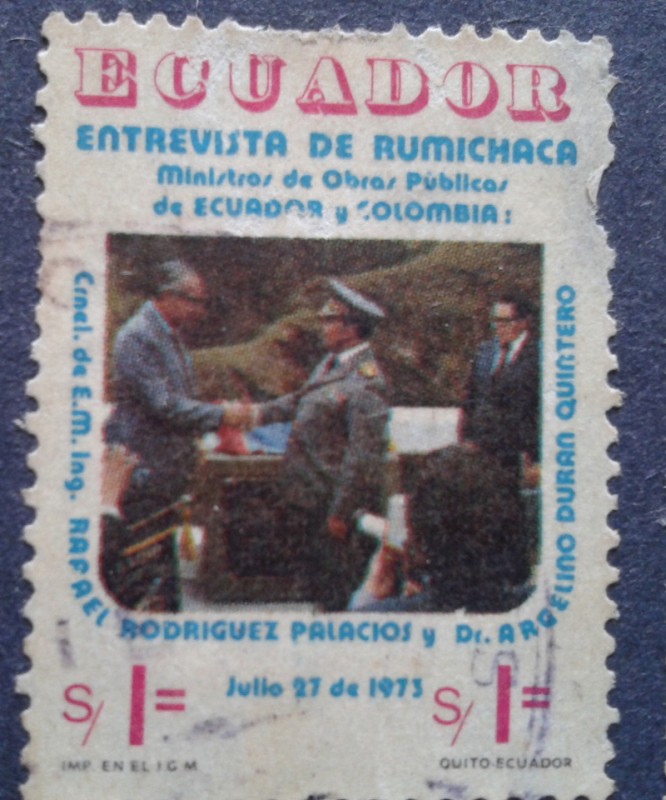 ECUADOR
ENTREVISTA DE RUMICHACA
Ministros de Obras Públicas
de ECUADOR y COLOMBIA:
Crnel. de E.M. Ing. RAFAEL RODRIGUEZ PALACIOS y Dr. ARGELINO DURAN QUINTERO
Julio 27 de 1973
S/ 1= S/ 1=
IMP. EN EL I G M QUITO-ECUADOR